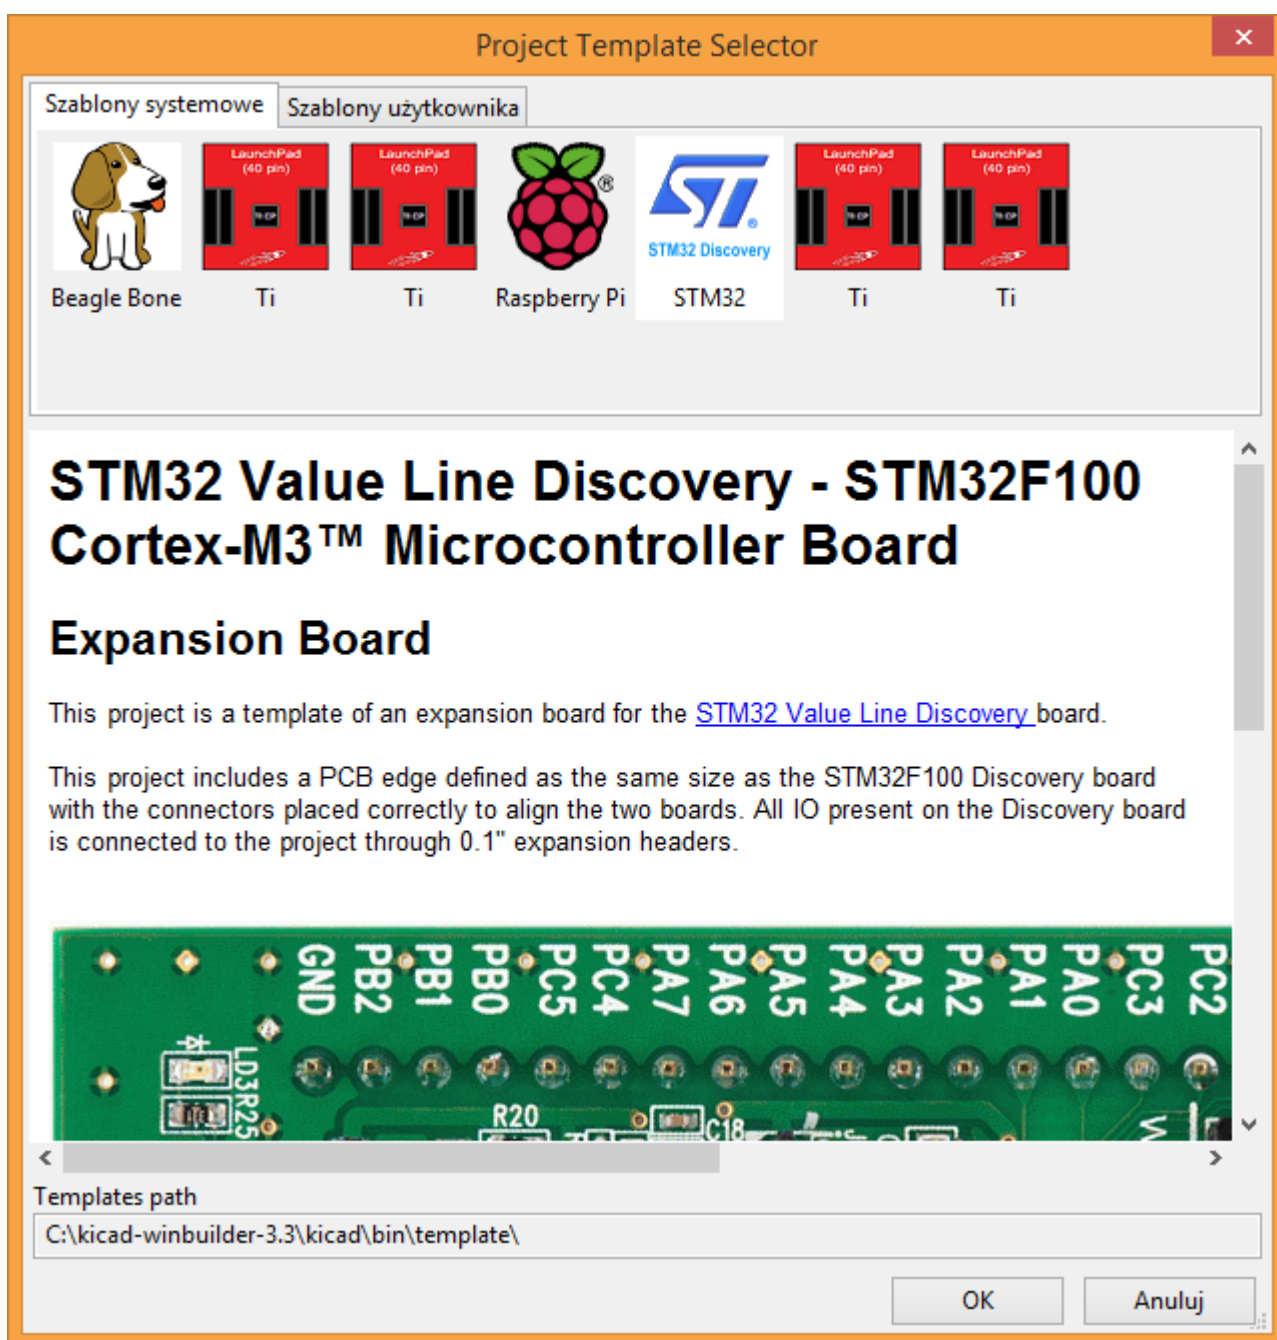 Project Template Selector
Szablony systemowe
Szablony użytkownika
LaunchPad
(40 pin)
LaunchPad
(40 pin)
®
STM32 Discovery
LaunchPad
(40 pin)
LaunchPad
(40 pin)
Beagle Bone
Ti
Ti
Raspberry Pi
STM32
Ti
Ti
STM32 Value Line Discovery - STM32F100
Cortex-M3™ Microcontroller Board
Expansion Board
This project is a template of an expansion board for the STM32 Value Line Discovery board.
This project includes a PCB edge defined as the same size as the STM32F100 Discovery board
with the connectors placed correctly to align the two boards. All IO present on the Discovery board
is connected to the project through 0.1" expansion headers.
GND PB2 PB1 PB0 PC5 PC4 PA7 PA6 PA5 PA4 PA3 PA2 PA1 PA0 PC3 PC2
LD3
R25
R20
C18
Templates path
C:\kicad-winbuilder-3.3\kicad\bin\template\
OK
Anuluj